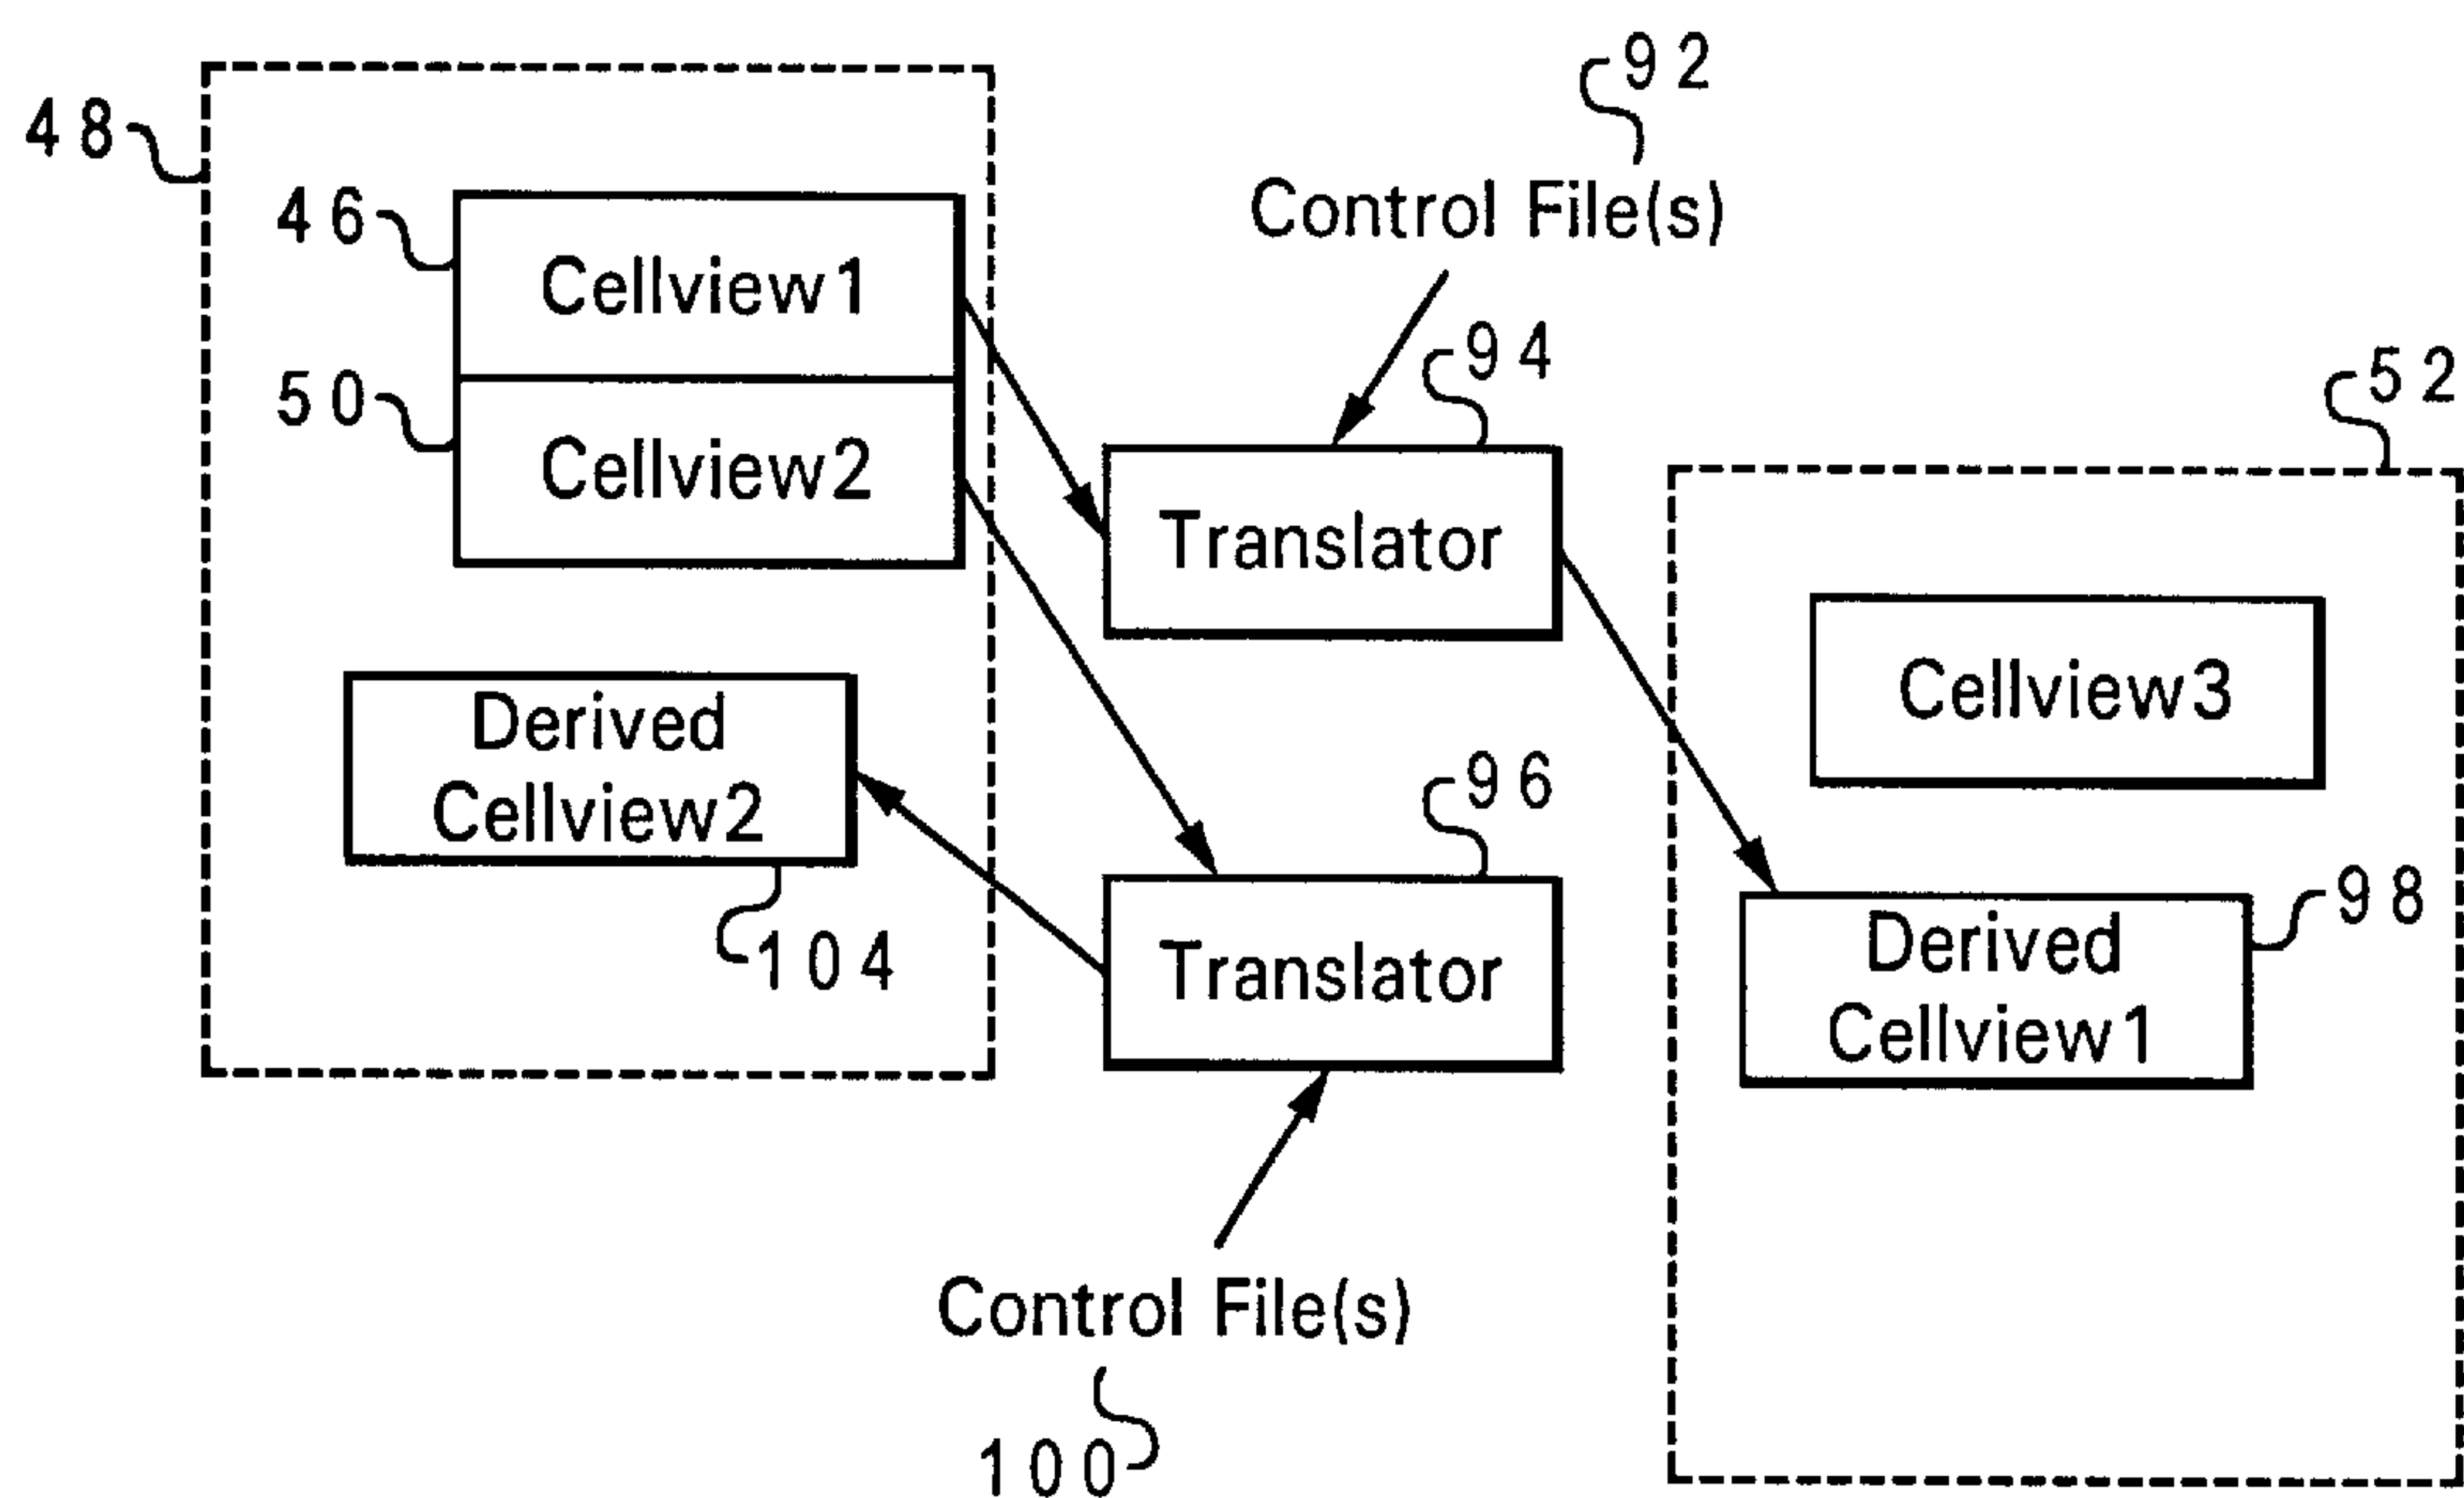 92
48
Control File(s)
46
Cellview1
94
52
50
Cellview2
Translator
Cellview3
Derived
Cellview2
96
98
104
Translator
Derived
Cellview1
Control File(s)
100